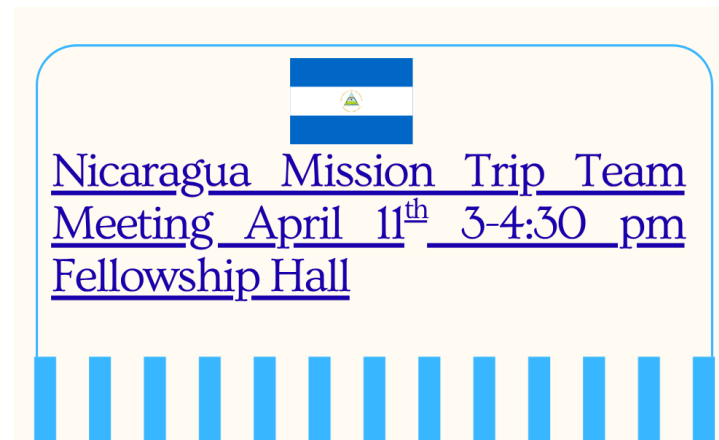 Nicaragua Mission Trip Team
Meeting April 11th 3-4:30 pm
Fellowship Hall